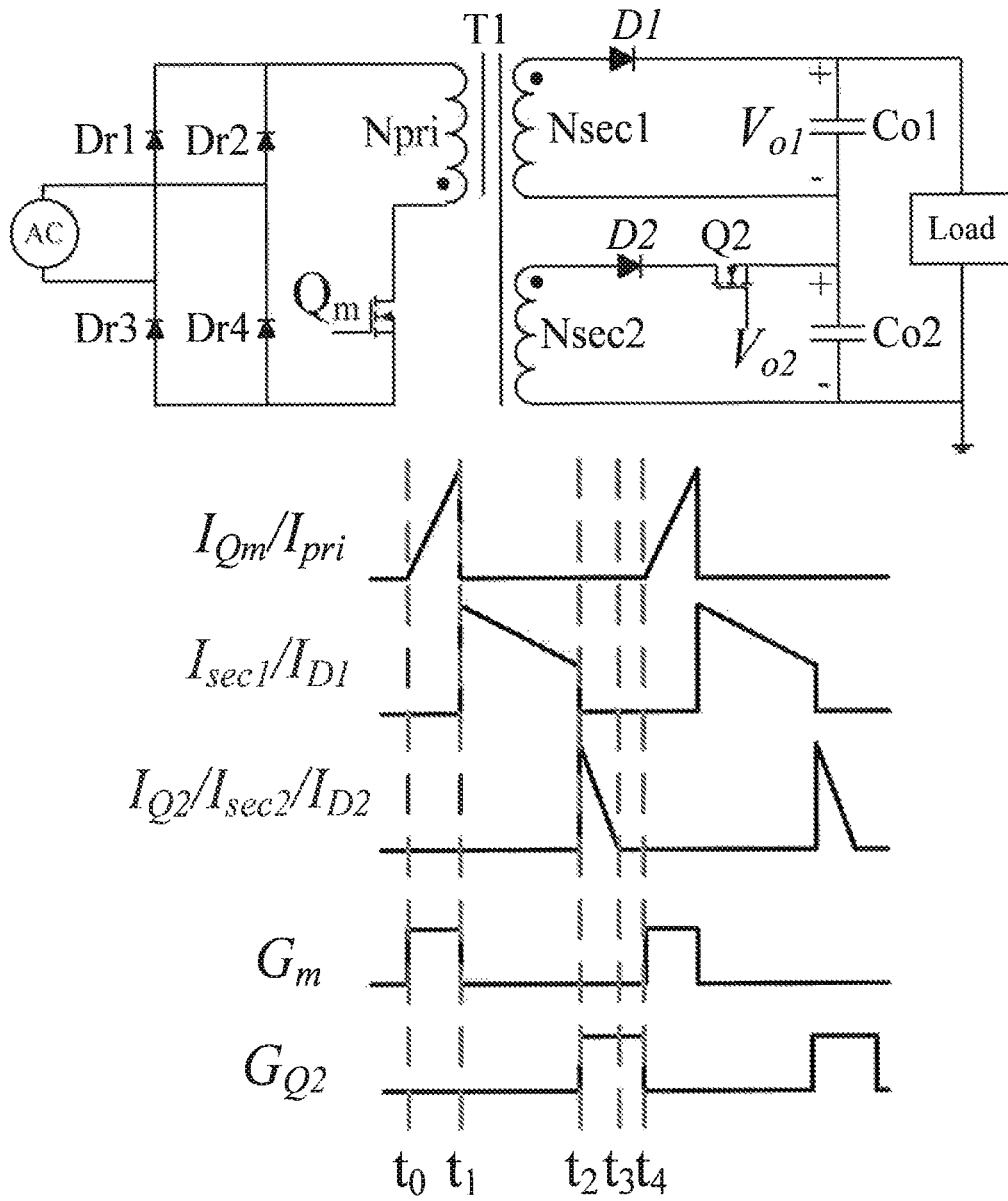 T1
D1
Dr1
Dr2
Npri
Nsec1
+
Vo1
Co1
-
AC
Load
D2
Q2
Qm
Dr3
Dr4
Nsec2
+
Vo2
Co2
-
IQm/Ipri
Isec1/ID1
IQ2/Isec2/ID2
Gm
GQ2
t0 t1 t2 t3 t4